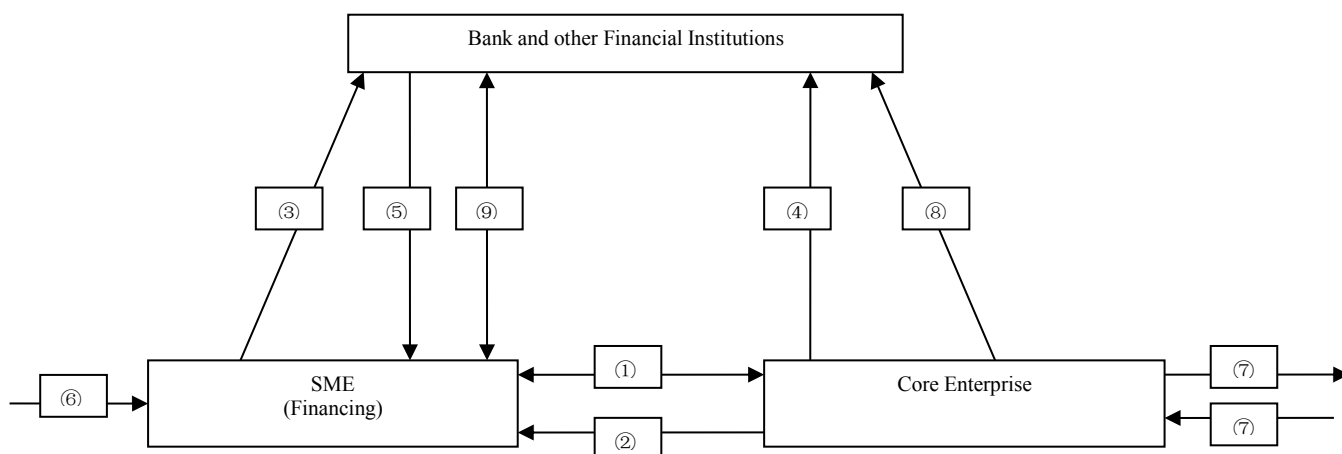 Bank and other Financial Institutions
③
⑤
⑨
④
⑧
①
⑦
SME
(Financing)
Core Enterprise
⑥
②
⑦